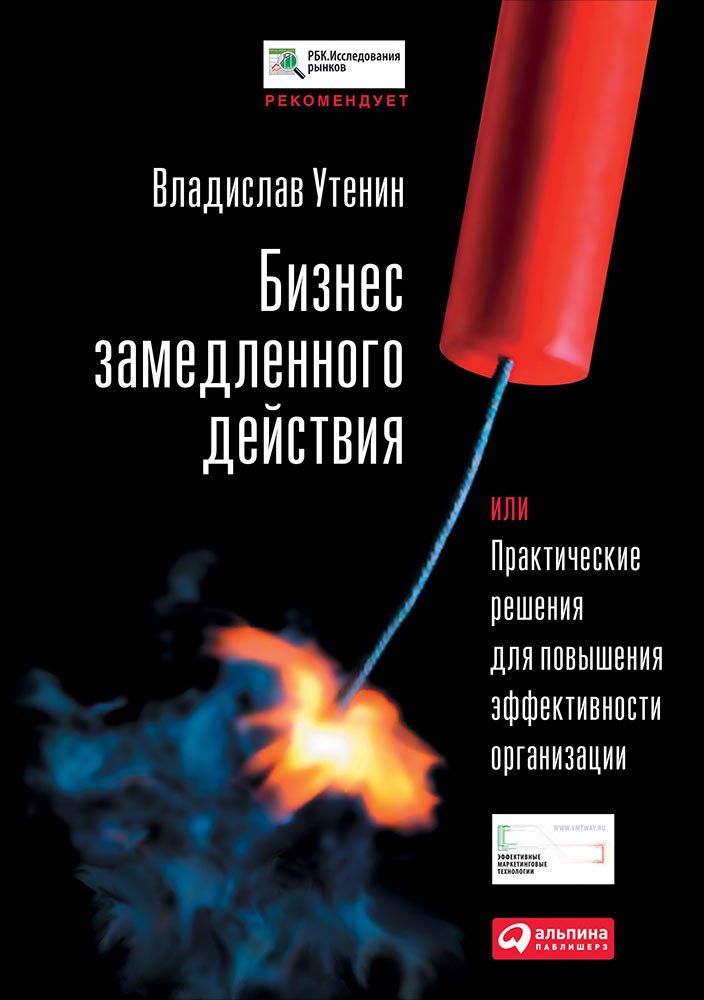 РБК.Исследования
рынков
РЕКОМЕНДУЕТ
Владислав Утенин
Бизнес
замедленного
действия
или
Практические
решения
для повышения
эффективности
организации
WWW.EMTWAY.RU
ЭФФЕКТИВНЫЕ
МАРКЕТИНГОВЫЕ
ТЕХНОЛОГИИ
альпина
ПАБЛИШЕРЗ